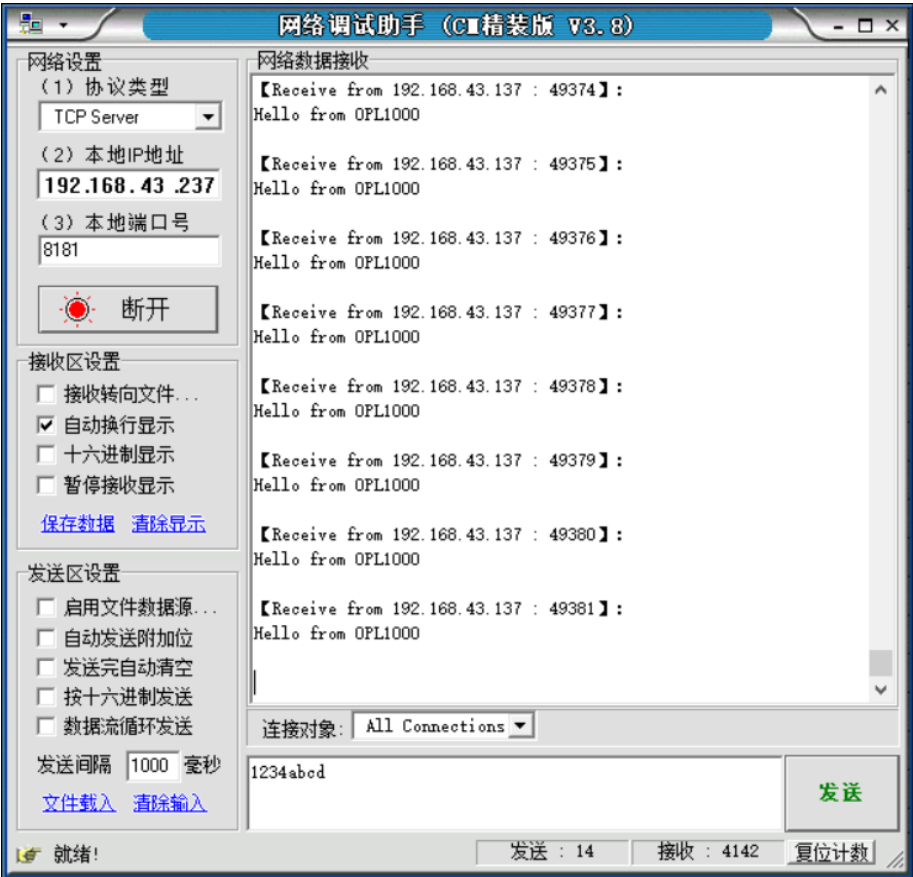 网络调试助手 (CⅢ精装版 V3.8)
网络设置
(1) 协议类型
TCP Server
(2) 本地IP地址
192.168. 43 .237
(3) 本地端口号
8181
断开
接收区设置
接收转向文件...
自动换行显示
十六进制显示
暂停接收显示
保存数据 清除显示
发送区设置
启用文件数据源...
自动发送附加位
发送完自动清空
按十六进制发送
数据流循环发送
发送间隔 1000 毫秒
文件载入 清除输入
网络数据接收
【Receive from 192.168.43.137 : 49374】:
Hello from OPL1000
【Receive from 192.168.43.137 : 49375】:
Hello from OPL1000
【Receive from 192.168.43.137 : 49376】:
Hello from OPL1000
【Receive from 192.168.43.137 : 49377】:
Hello from OPL1000
【Receive from 192.168.43.137 : 49378】:
Hello from OPL1000
【Receive from 192.168.43.137 : 49379】:
Hello from OPL1000
【Receive from 192.168.43.137 : 49380】:
Hello from OPL1000
【Receive from 192.168.43.137 : 49381】:
Hello from OPL1000
连接对象: All Connections
1234abcd
发送
就绪!
发送 : 14
接收 : 4142
复位计数